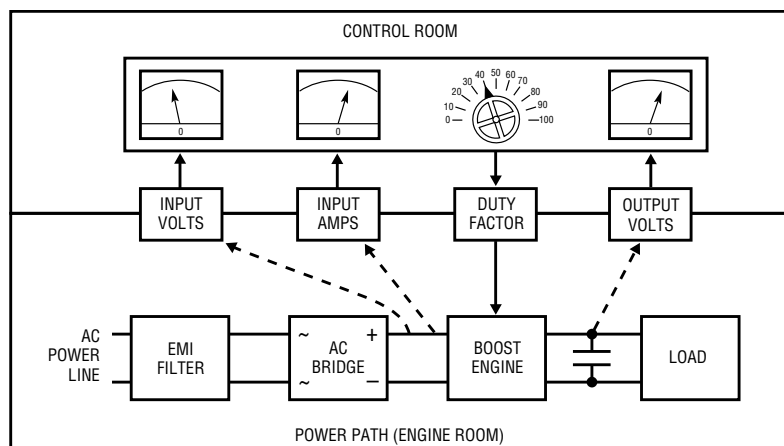 CONTROL ROOM
0
0
0
10
20
30
40
50
60
70
80
90
100
0
INPUT
VOLTS
INPUT
AMPS
DUTY
FACTOR
OUTPUT
VOLTS
AC
POWER
LINE
EMI
FILTER
~ +
AC
BRIDGE
~ –
BOOST
ENGINE
LOAD
POWER PATH (ENGINE ROOM)